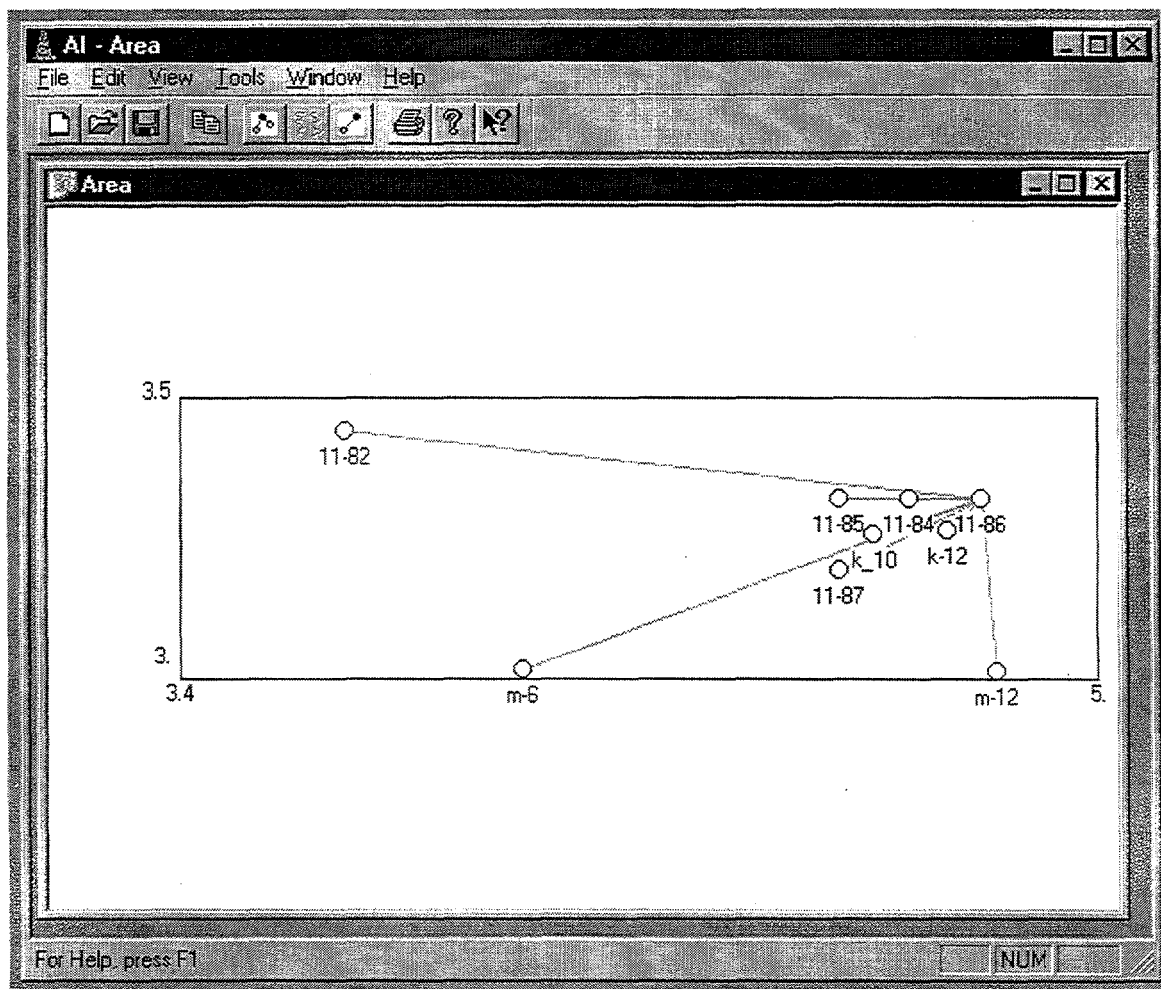 AI - Area
File Edit View Tools Window Help
Area
3.5
11-82
11-85 11-84 11-86
k_10 k-12
11-87
3.
3.4 m-6 m-12 5.
For Help, press F1 NUM